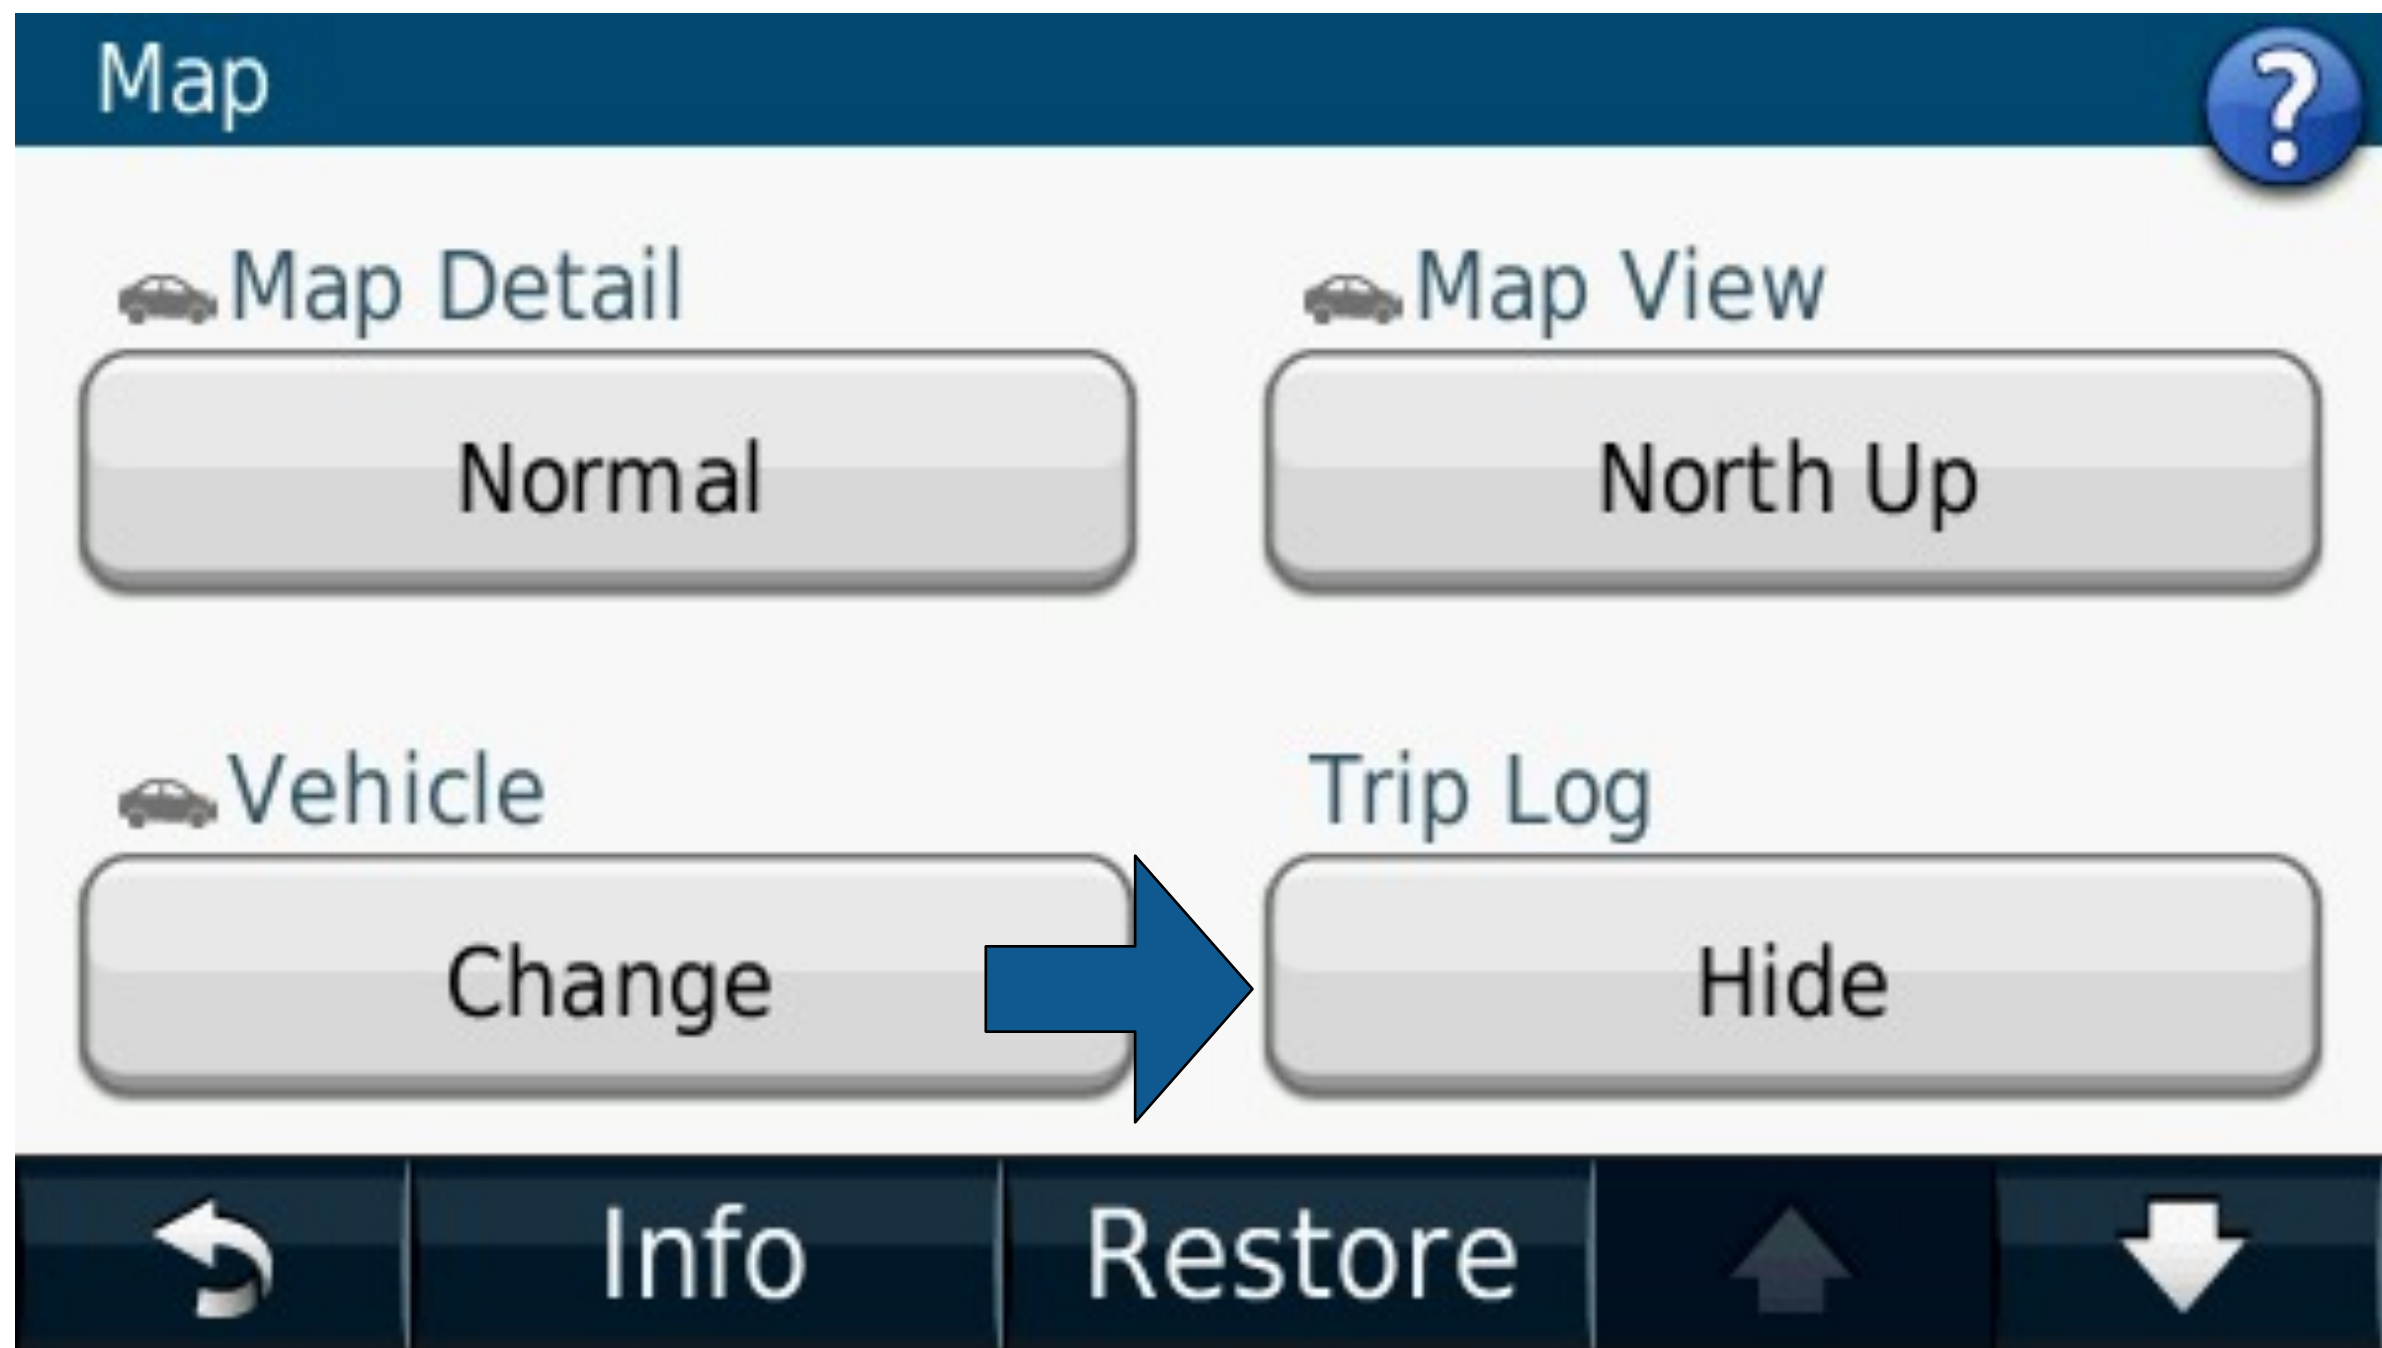 Map
?
Map Detail
Map View
Normal
North Up
Vehicle
Trip Log
Change
Hide
Info
Restore